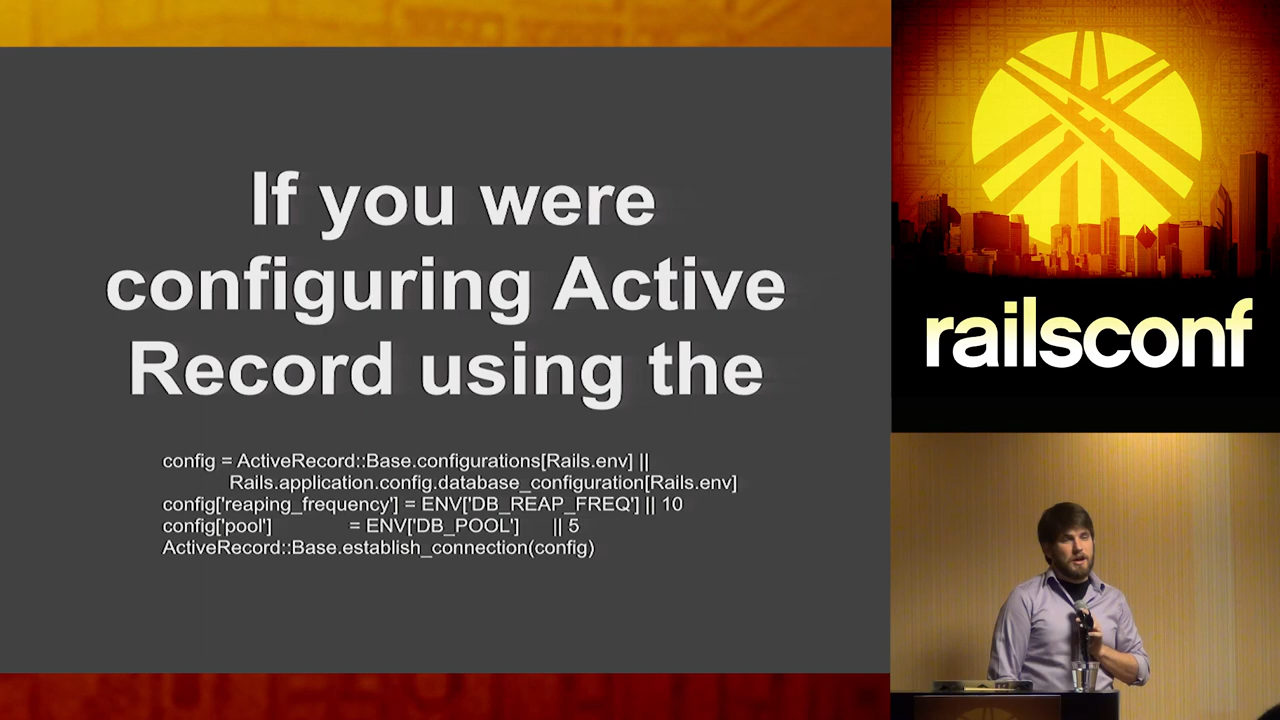 If you were
configuring Active
Record using the
config = ActiveRecord::Base.configurations[Rails.env] ||
Rails.application.config.database_configuration[Rails.env]
config['reaping_frequency'] = ENV['DB_REAP_FREQ'] || 10
config['pool'] = ENV['DB_POOL'] || 5
ActiveRecord::Base.establish_connection(config)
railsconf